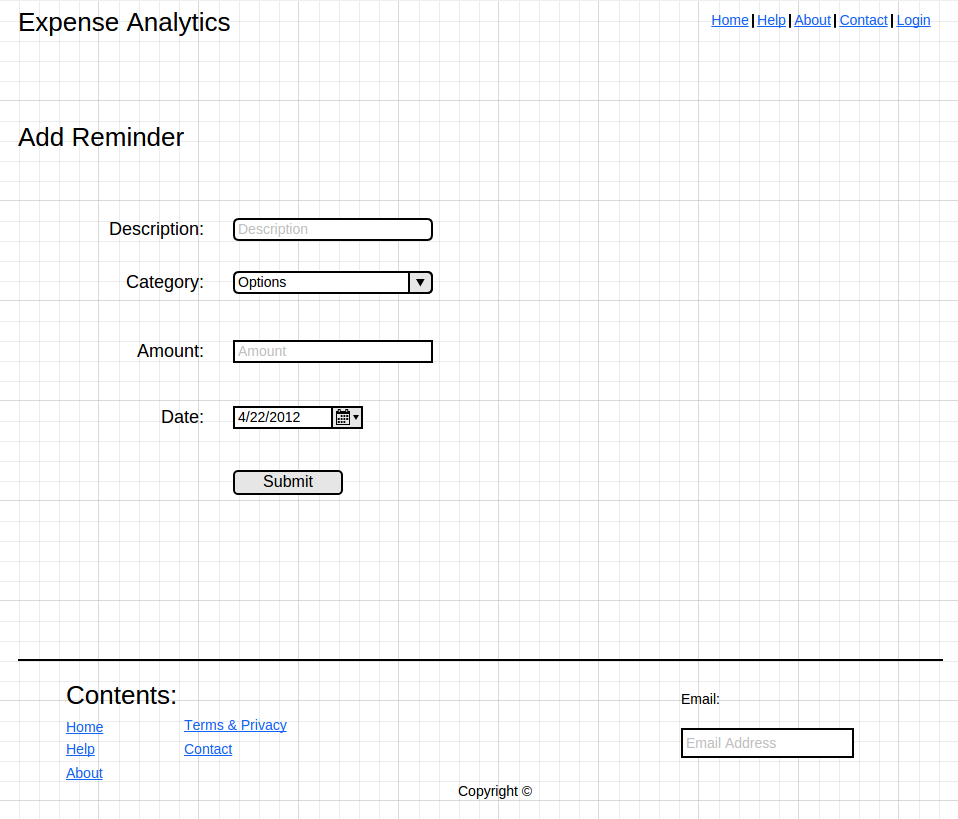 Expense Analytics
Home | Help | About | Contact | Login
Add Reminder
Description: Description
Category: Options
Amount: Amount
Date: 4/22/2012
Submit
Contents:
Email:
Home Terms & Privacy
Help Contact
Email Address
About
Copyright ©